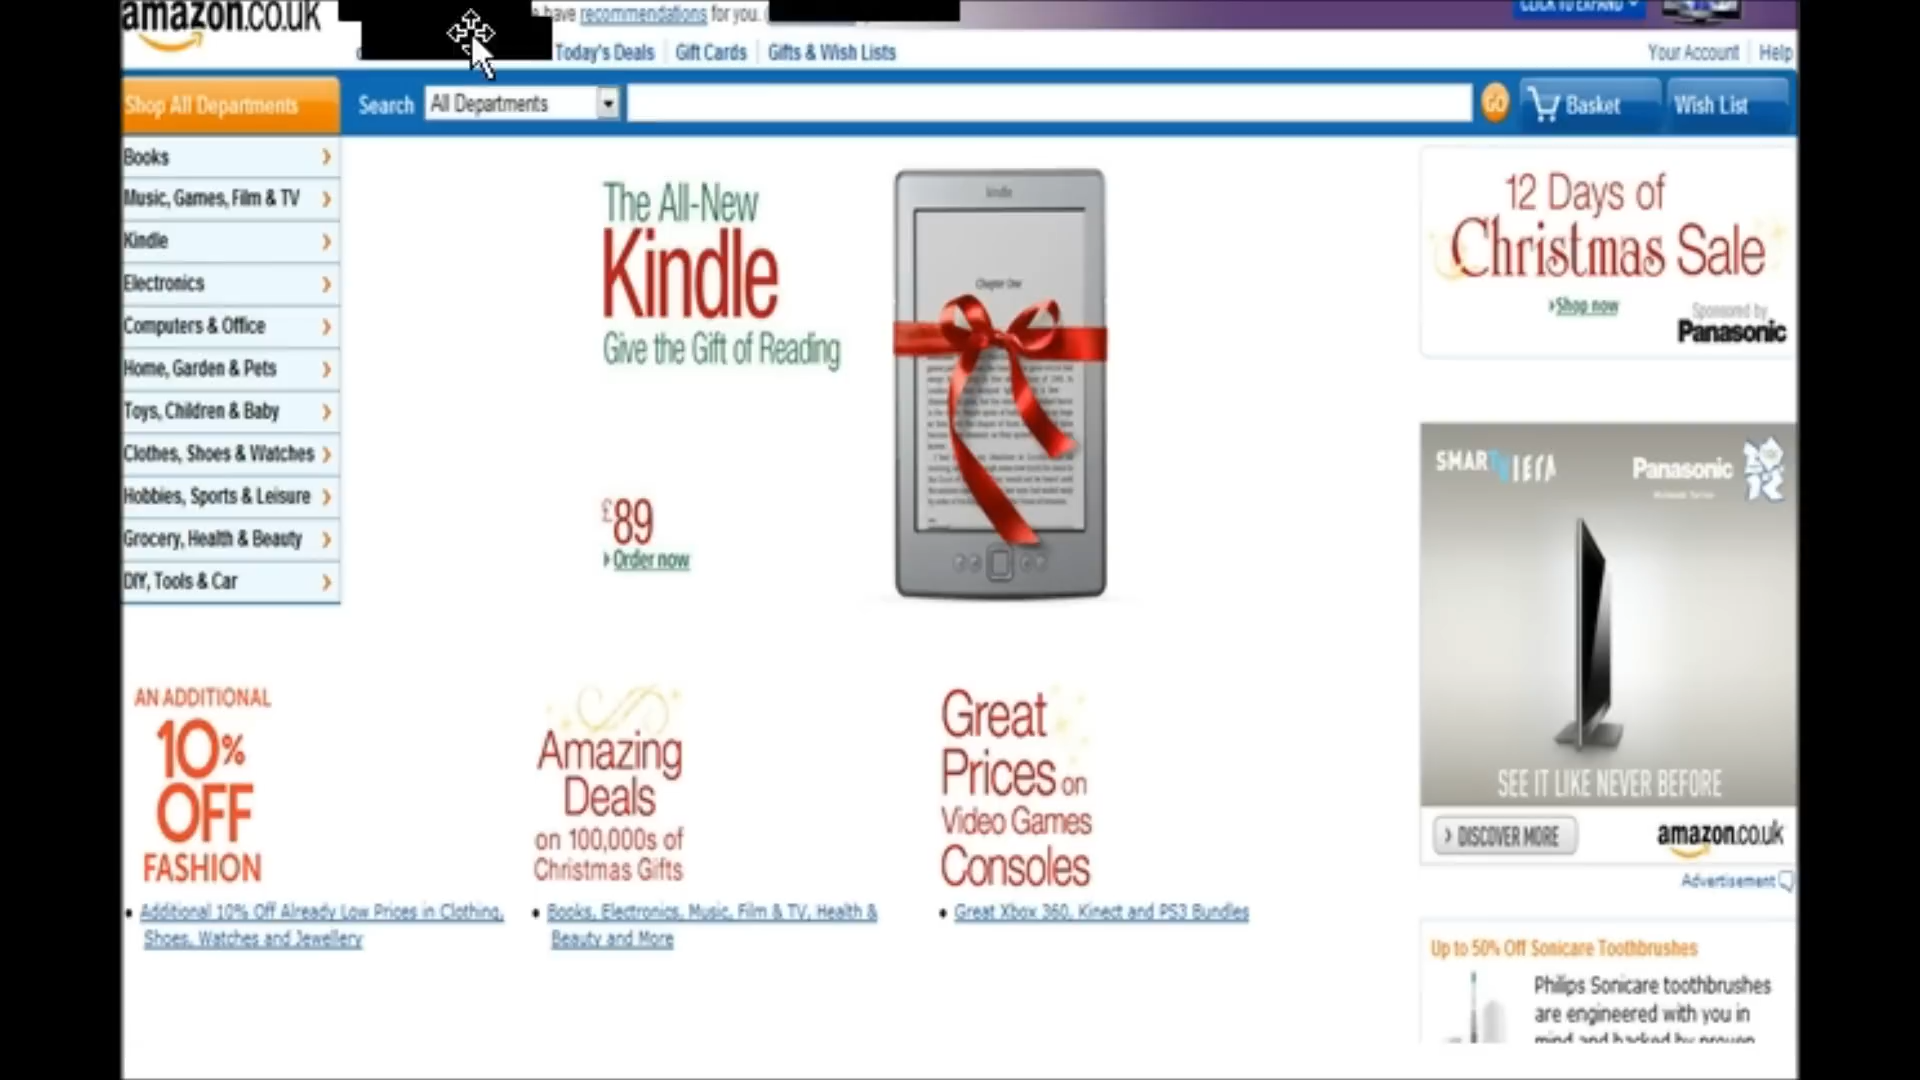 amazon.co.uk
have recommendations for you.
CLICK TO EXPAND
Today's Deals Gift Cards Gifts & Wish Lists
Your Account Help
Shop All Departments Search All Departments GO Basket Wish List
Books
Music, Games, Film & TV
Kindle
Electronics
Computers & Office
Home, Garden & Pets
Toys, Children & Baby
Clothes, Shoes & Watches
Hobbies, Sports & Leisure
Grocery, Health & Beauty
DIY, Tools & Car
The All-New
Kindle
Give the Gift of Reading
£89
Order now
kindle
Chapter One
12 Days of
Christmas Sale
Shop now
Sponsored by
Panasonic
SMART VIERA
Panasonic
SEE IT LIKE NEVER BEFORE
DISCOVER MORE
amazon.co.uk
Advertisement
AN ADDITIONAL
10%
OFF
FASHION
Additional 10% Off Already Low Prices in Clothing,
Shoes, Watches and Jewellery
Amazing
Deals
on 100,000s of
Christmas Gifts
Books, Electronics, Music, Film & TV, Health &
Beauty and More
Great
Prices on
Video Games
Consoles
Great Xbox 360, Kinect and PS3 Bundles
Up to 50% Off Sonicare Toothbrushes
Philips Sonicare toothbrushes
are engineered with you in
mind and backed by proven